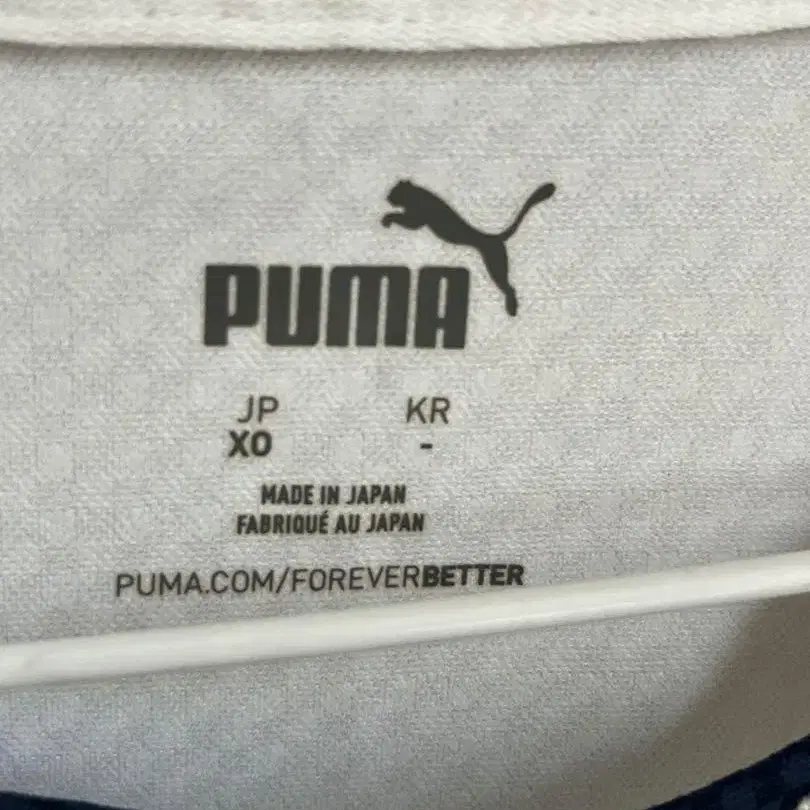 PUMA
JP KR
XO -
MADE IN JAPAN
FABRIQUÉ AU JAPAN
PUMA.COM/FOREVERBETTER